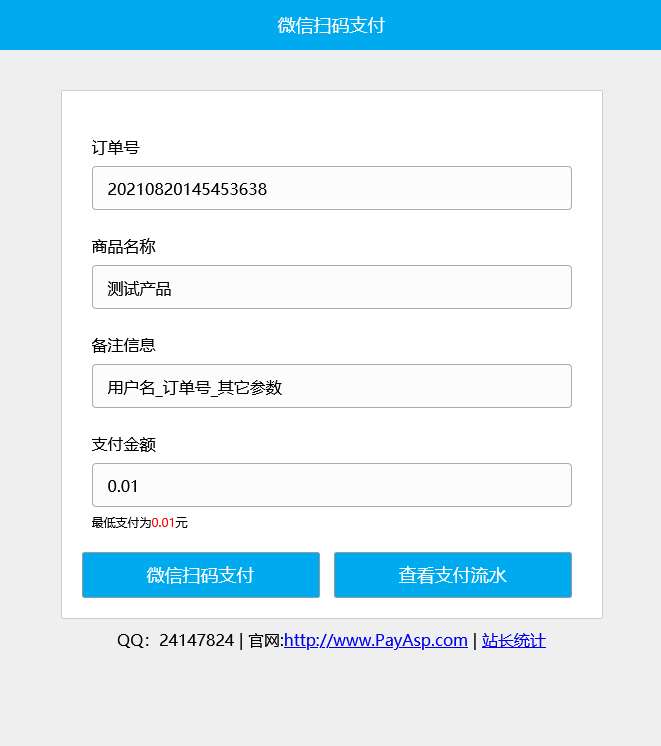 微信扫码支付
订单号
20210820145453638
商品名称
测试产品
备注信息
用户名_订单号_其它参数
支付金额
0.01
最低支付为0.01元
微信扫码支付 查看支付流水
QQ：24147824 | 官网:http://www.PayAsp.com | 站长统计